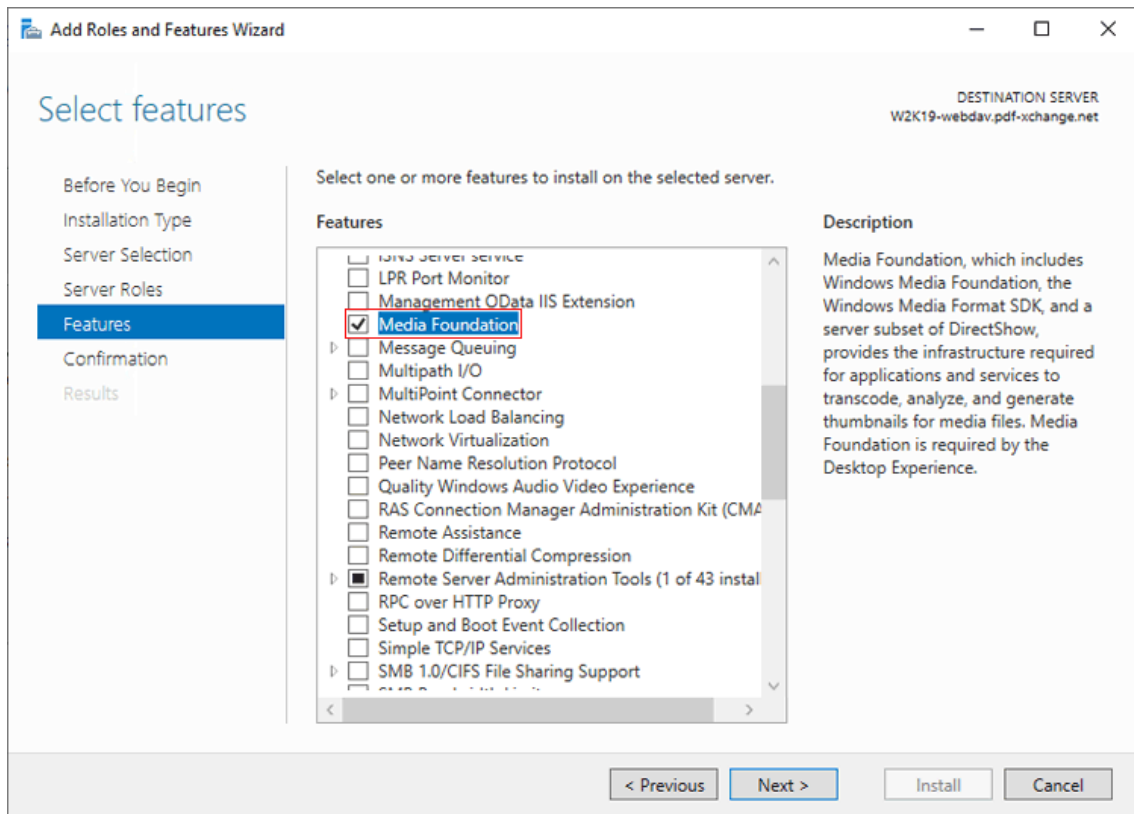 Add Roles and Features Wizard
Select features
DESTINATION SERVER
W2K19-webdav.pdf-xchange.net
Before You Begin
Installation Type
Server Selection
Server Roles
Features
Confirmation
Results
Select one or more features to install on the selected server.
Features
iSNS Server service
LPR Port Monitor
Management OData IIS Extension
Media Foundation
Message Queuing
Multipath I/O
MultiPoint Connector
Network Load Balancing
Network Virtualization
Peer Name Resolution Protocol
Quality Windows Audio Video Experience
RAS Connection Manager Administration Kit (CMA
Remote Assistance
Remote Differential Compression
Remote Server Administration Tools (1 of 43 instal
RPC over HTTP Proxy
Setup and Boot Event Collection
Simple TCP/IP Services
SMB 1.0/CIFS File Sharing Support
SMB Bandwidth Limit
Description
Media Foundation, which includes
Windows Media Foundation, the
Windows Media Format SDK, and a
server subset of DirectShow,
provides the infrastructure required
for applications and services to
transcode, analyze, and generate
thumbnails for media files. Media
Foundation is required by the
Desktop Experience.
< Previous
Next >
Install
Cancel